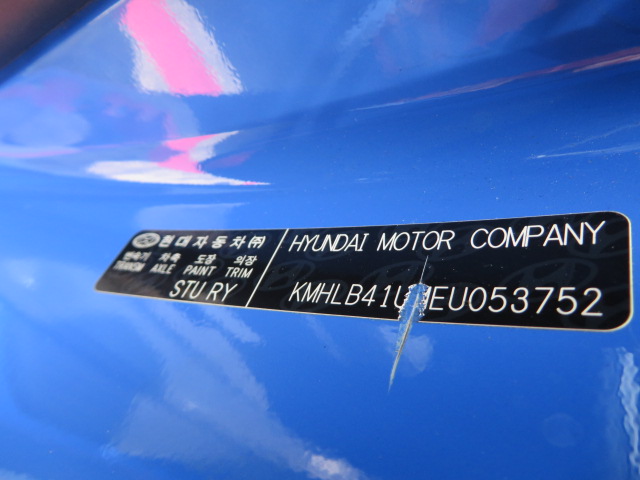 현대자동차(주)
변속기 차축 도장 의장
TRANSM AXLE PAINT TRIM
STU RY
HYUNDAI MOTOR COMPANY
KMHLB41U EU053752